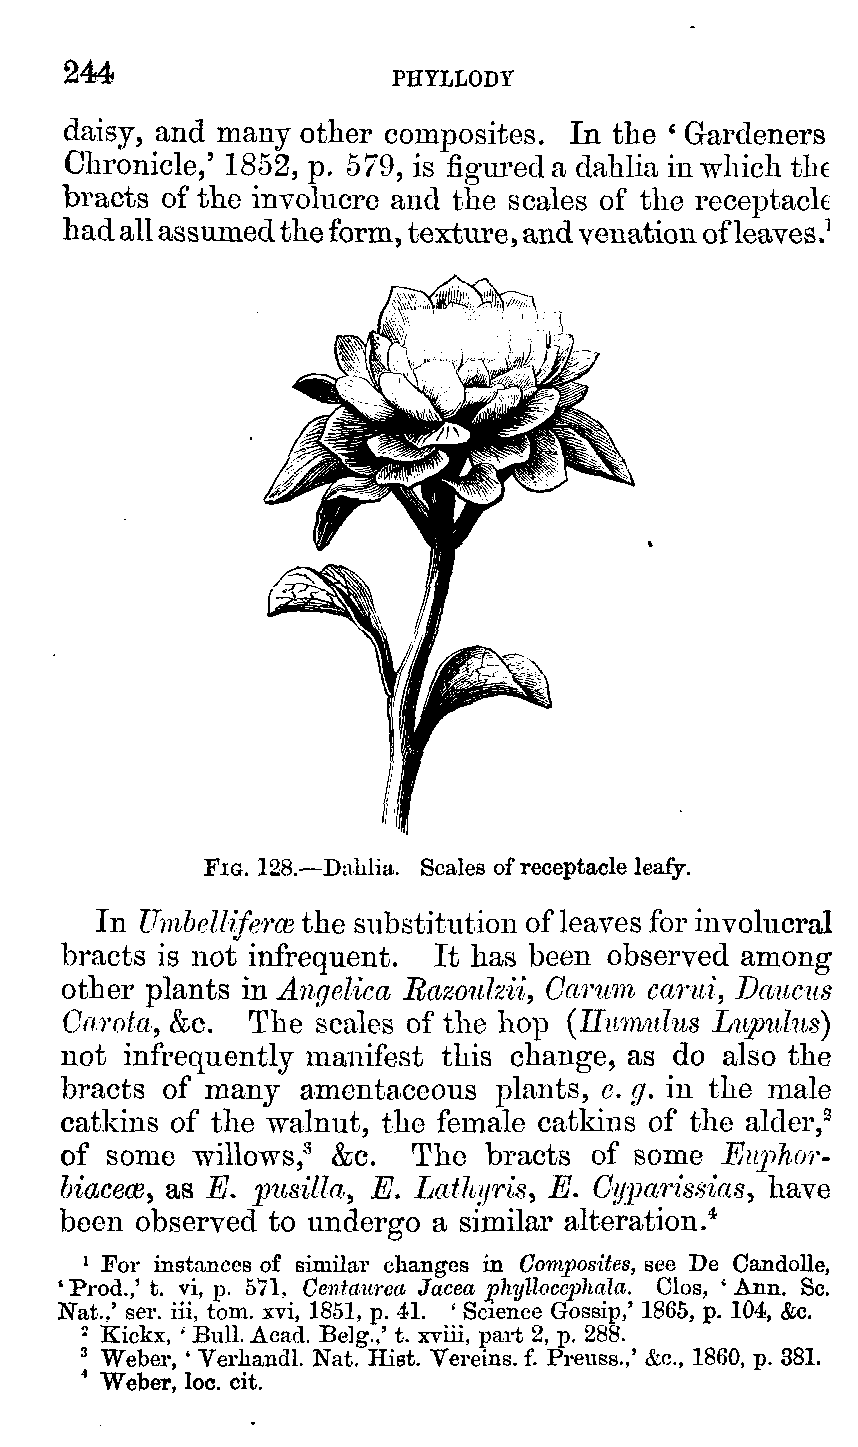 244 PHYLLODY
daisy, and many other composites. In the ‘Gardeners
Chronicle,’ 1852, p. 579, is figured a dahlia in which the
bracts of the involucre and the scales of the receptacle
had all assumed the form, texture, and venation of leaves.¹
FIG. 128.—Dahlia. Scales of receptacle leafy.
In Umbelliferæ the substitution of leaves for involucral
bracts is not infrequent. It has been observed among
other plants in Angelica Razoulzii, Carum carui, Daucus
Carota, &c. The scales of the hop (Humulus Lupulus)
not infrequently manifest this change, as do also the
bracts of many amentaceous plants, e. g. in the male
catkins of the walnut, the female catkins of the alder,²
of some willows,³ &c. The bracts of some Euphor-
biaceæ, as E. pusilla, E. Lathyris, E. Cyparissias, have
been observed to undergo a similar alteration.⁴
¹ For instances of similar changes in Composites, see De Candolle,
‘Prod.,’ t. vi, p. 571, Centaurea Jacea phyllocephala. Clos, ‘Ann. Sc.
Nat.,’ ser. iii, tom. xvi, 1851, p. 41. ‘Science Gossip,’ 1865, p. 104, &c.
² Kickx, ‘Bull. Acad. Belg.,’ t. xviii, part 2, p. 288.
³ Weber, ‘Verhandl. Nat. Hist. Vereins. f. Preuss.,’ &c., 1860, p. 381.
⁴ Weber, loc. cit.